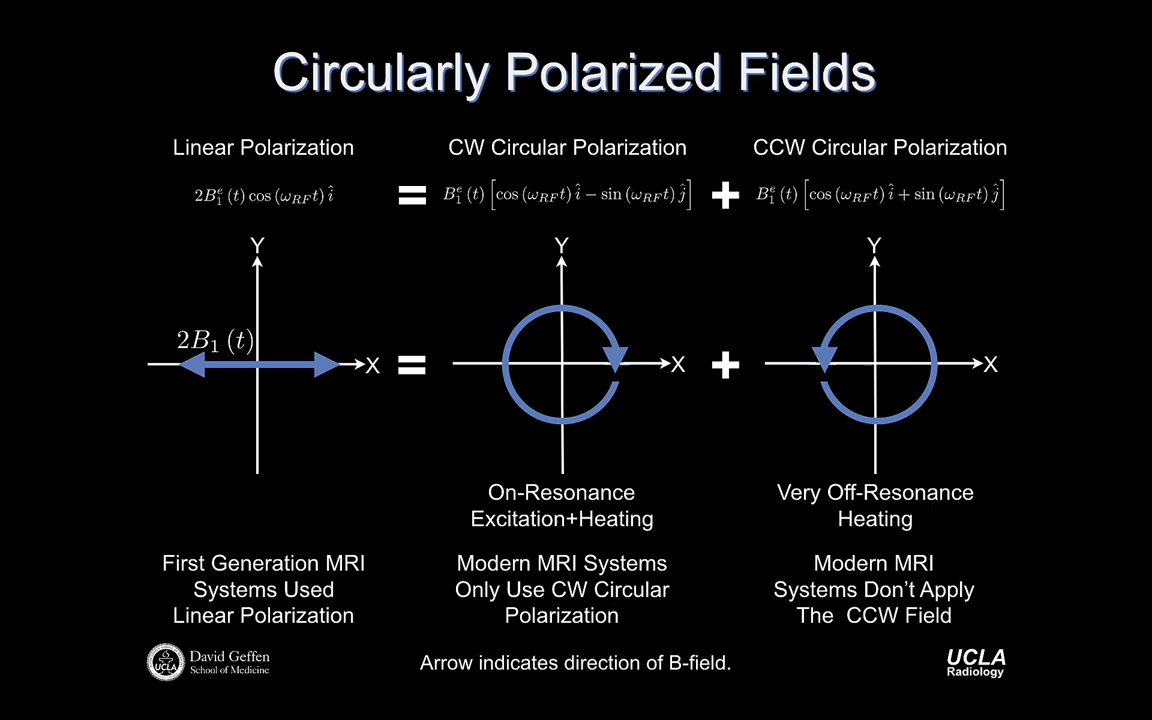 Circularly Polarized Fields
Linear Polarization
CW Circular Polarization
CCW Circular Polarization
2B₁ᵉ (t) cos (ω_RF t) î
=
B₁ᵉ (t) [cos (ω_RF t) î − sin (ω_RF t) ĵ]
+
B₁ᵉ (t) [cos (ω_RF t) î + sin (ω_RF t) ĵ]
Y
Y
Y
2B₁ (t)
X
=
X
+
X
On-Resonance
Excitation+Heating
Very Off-Resonance
Heating
First Generation MRI
Systems Used
Linear Polarization
Modern MRI Systems
Only Use CW Circular
Polarization
Modern MRI
Systems Don’t Apply
The CCW Field
UCLA
David Geffen
School of Medicine
Arrow indicates direction of B-field.
UCLA
Radiology